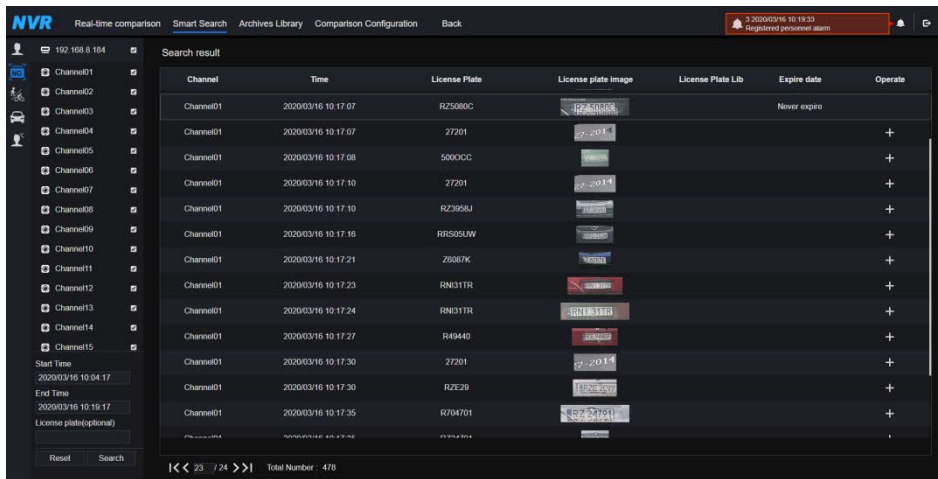 NVR Real-time comparison Smart Search Archives Library Comparison Configuration Back
3 2020/03/16 10:19:33
Registered personnel alarm
192.168.8.184
Channel01
Channel02
Channel03
Channel04
Channel05
Channel06
Channel07
Channel08
Channel09
Channel10
Channel11
Channel12
Channel13
Channel14
Channel15
Start Time
2020/03/16 10:04:17
End Time
2020/03/16 10:19:17
License plate(optional)
Reset Search
Search result
Channel Time License Plate License plate image License Plate Lib Expire date Operate
Channel01 2020/03/16 10:17:07 RZ5080C Never expire
Channel01 2020/03/16 10:17:07 27201 27-2014 +
Channel01 2020/03/16 10:17:08 500OCC +
Channel01 2020/03/16 10:17:10 27201 27-2014 +
Channel01 2020/03/16 10:17:10 RZ3958J +
Channel01 2020/03/16 10:17:16 RRS05UW +
Channel01 2020/03/16 10:17:21 Z6087K +
Channel01 2020/03/16 10:17:23 RNI31TR +
Channel01 2020/03/16 10:17:24 RNI31TR +
Channel01 2020/03/16 10:17:27 R49440 +
Channel01 2020/03/16 10:17:30 27201 +
Channel01 2020/03/16 10:17:30 RZE29 +
Channel01 2020/03/16 10:17:35 R704701 +
23 / 24 Total Number : 478